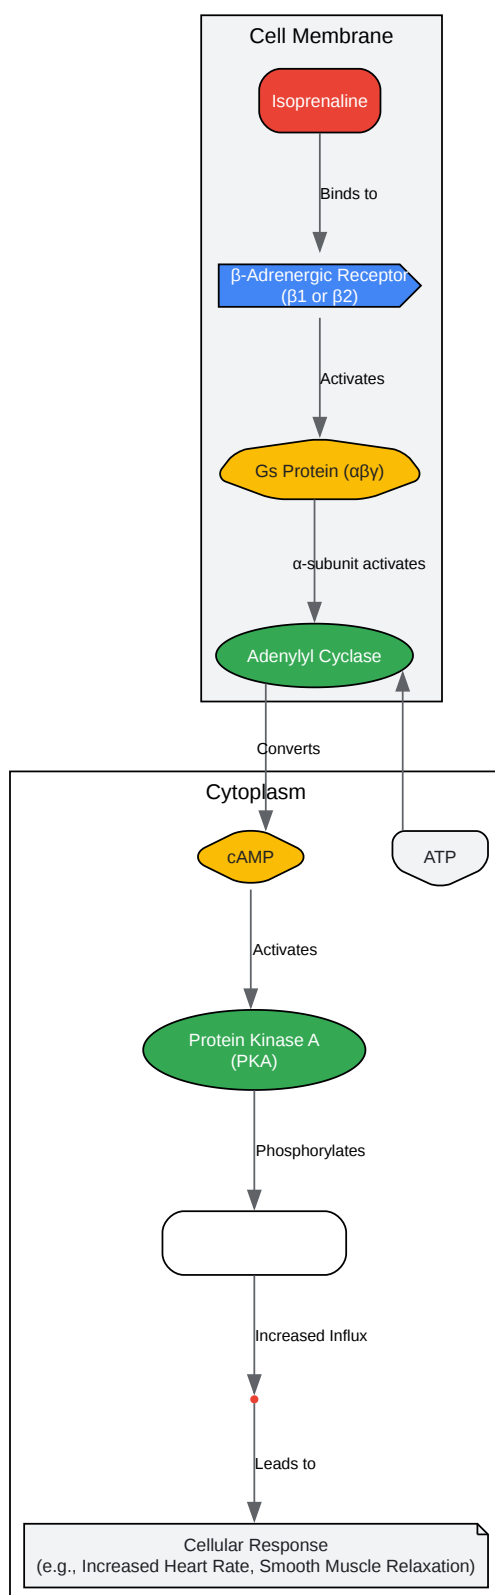 Cell Membrane
Isoprenaline
Binds to
β-Adrenergic Receptor
(β1 or β2)
Activates
Gs Protein (αβγ)
α-subunit activates
Adenylyl Cyclase
Converts
Cytoplasm
cAMP
ATP
Activates
Protein Kinase A
(PKA)
Phosphorylates
Increased Influx
Leads to
Cellular Response
(e.g., Increased Heart Rate, Smooth Muscle Relaxation)